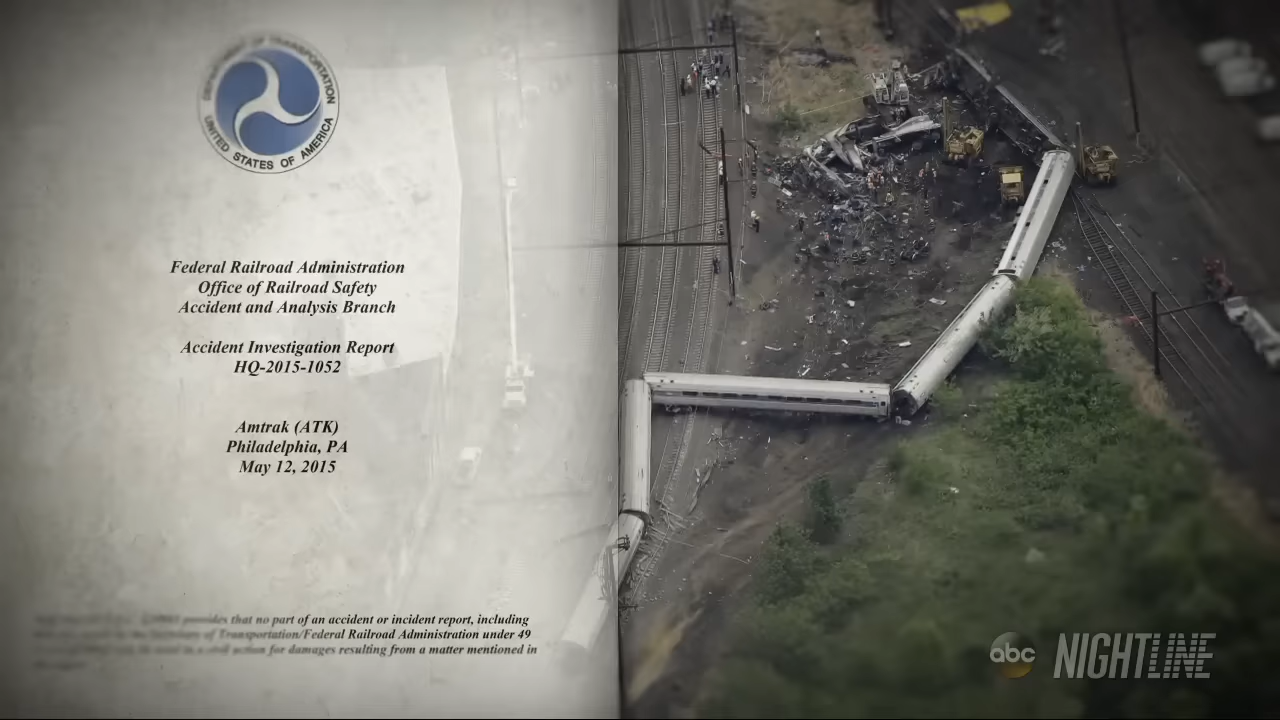 DEPARTMENT OF TRANSPORTATION
UNITED STATES OF AMERICA
Federal Railroad Administration
Office of Railroad Safety
Accident and Analysis Branch
Accident Investigation Report
HQ-2015-1052
Amtrak (ATK)
Philadelphia, PA
May 12, 2015
provides that no part of an accident or incident report, including
Secretary of Transportation/Federal Railroad Administration under 49
civil action for damages resulting from a matter mentioned in
abc NIGHTLINE